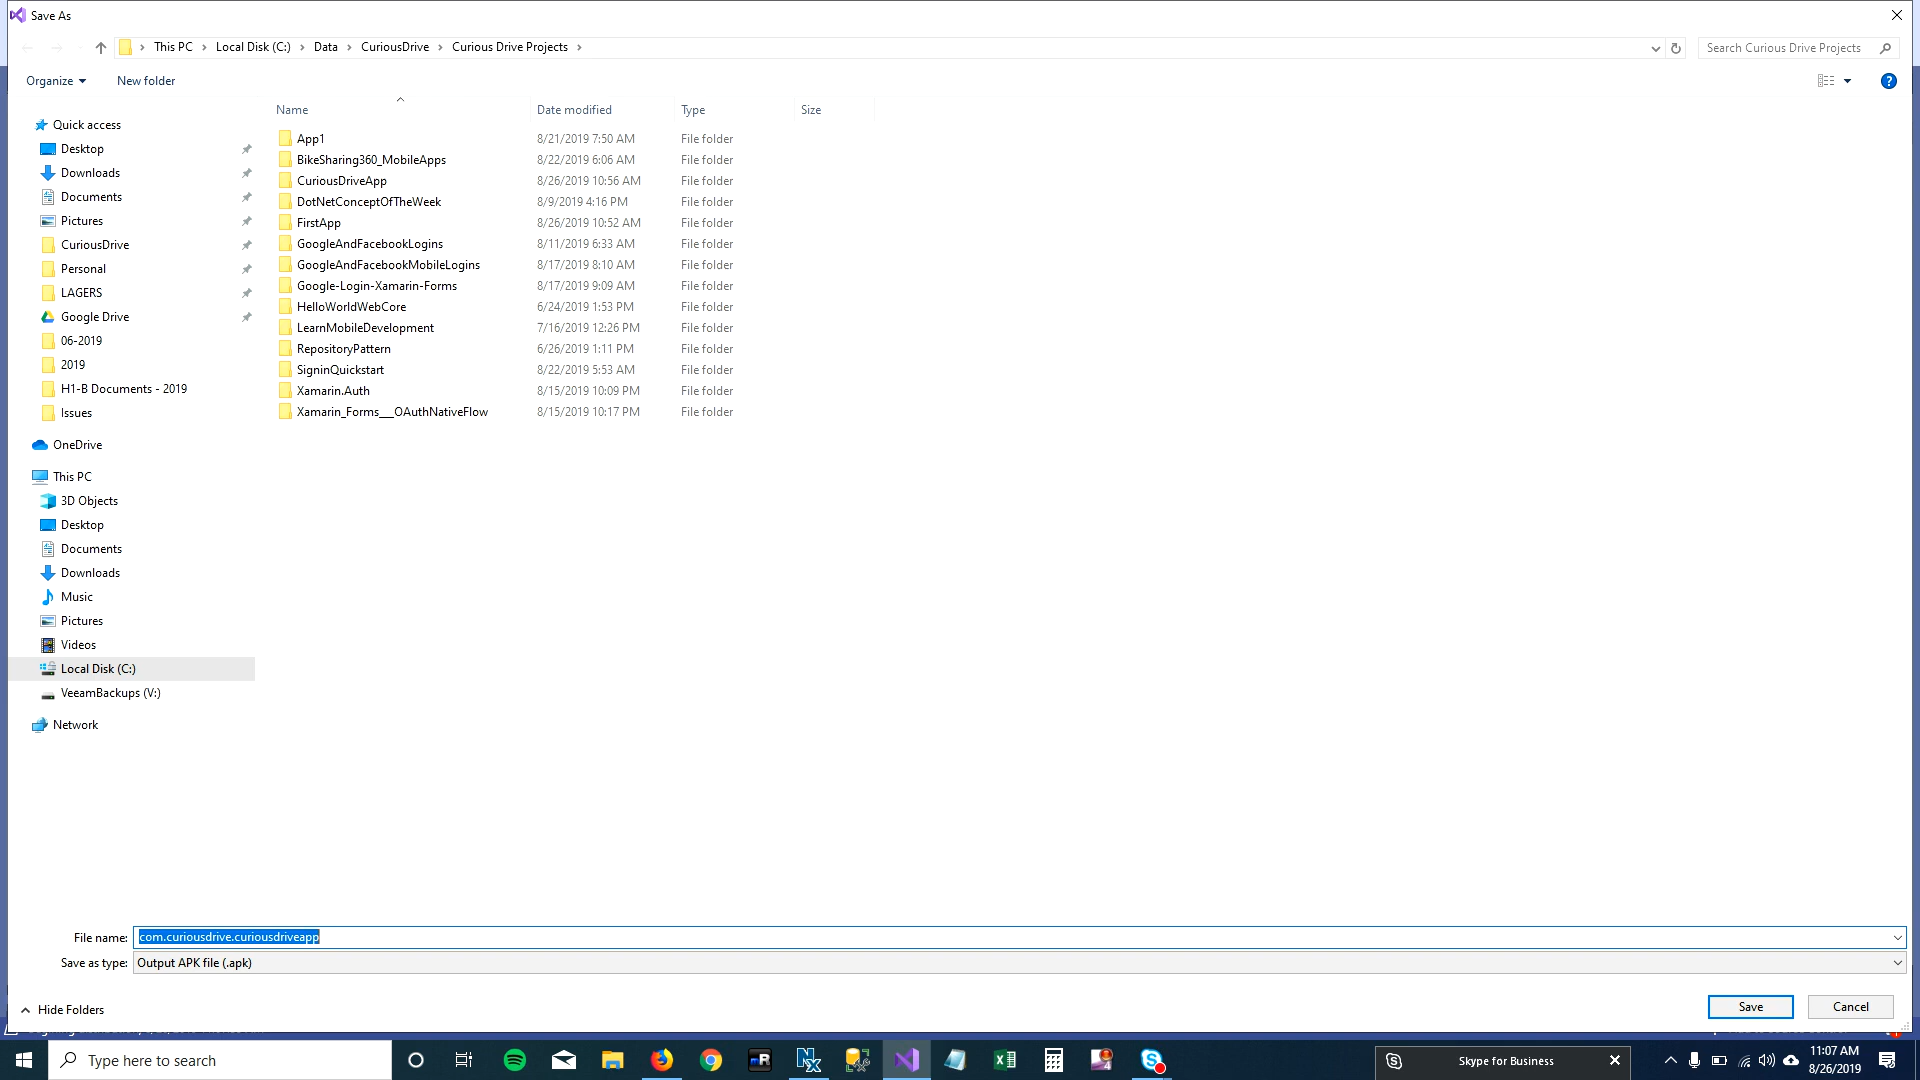 Save As
This PC > Local Disk (C:) > Data > CuriousDrive > Curious Drive Projects >
Search Curious Drive Projects
Organize
New folder
Name Date modified Type Size
Quick access
Desktop
Downloads
Documents
Pictures
CuriousDrive
Personal
LAGERS
Google Drive
06-2019
2019
H1-B Documents - 2019
Issues
OneDrive
This PC
3D Objects
Desktop
Documents
Downloads
Music
Pictures
Videos
Local Disk (C:)
VeeamBackups (V:)
Network
App1 8/21/2019 7:50 AM File folder
BikeSharing360_MobileApps 8/22/2019 6:06 AM File folder
CuriousDriveApp 8/26/2019 10:56 AM File folder
DotNetConceptOfTheWeek 8/9/2019 4:16 PM File folder
FirstApp 8/26/2019 10:52 AM File folder
GoogleAndFacebookLogins 8/11/2019 6:33 AM File folder
GoogleAndFacebookMobileLogins 8/17/2019 8:10 AM File folder
Google-Login-Xamarin-Forms 8/17/2019 9:09 AM File folder
HelloWorldWebCore 6/24/2019 1:53 PM File folder
LearnMobileDevelopment 7/16/2019 12:26 PM File folder
RepositoryPattern 6/26/2019 1:11 PM File folder
SigninQuickstart 8/22/2019 5:53 AM File folder
Xamarin.Auth 8/15/2019 10:09 PM File folder
Xamarin_Forms___OAuthNativeFlow 8/15/2019 10:17 PM File folder
File name: com.curiousdrive.curiousdriveapp
Save as type: Output APK file (.apk)
Hide Folders
Save
Cancel
Type here to search
Skype for Business
11:07 AM
8/26/2019